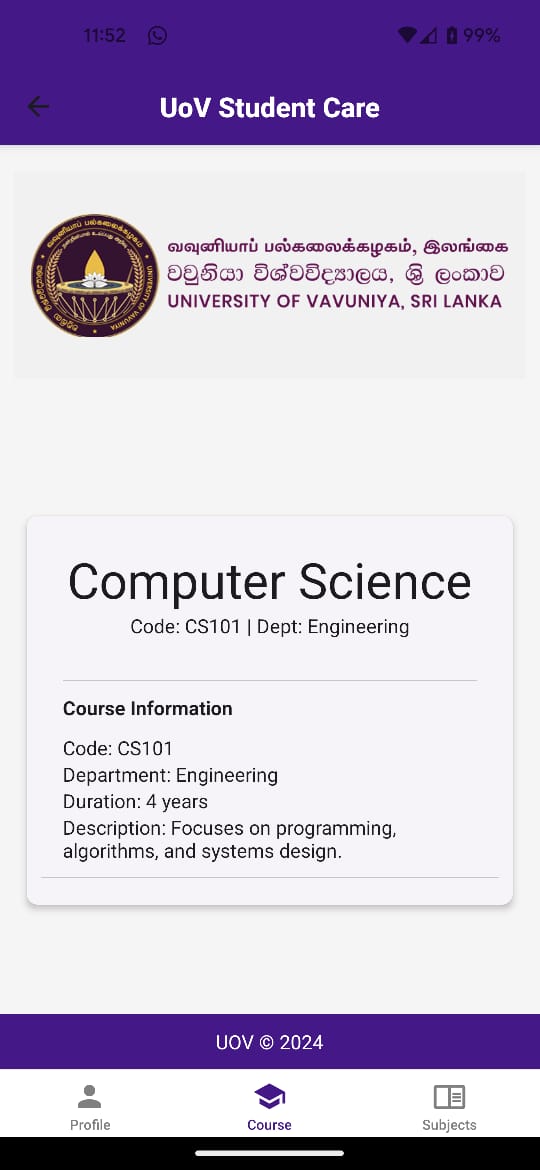 11:52
99%
UoV Student Care
வவுனியாப் பல்கலைக்கழகம், இலங்கை
වවුනියා විශ්වවිද්‍යාලය, ශ්‍රී ලංකාව
UNIVERSITY OF VAVUNIYA, SRI LANKA
Computer Science
Code: CS101 | Dept: Engineering
Course Information
Code: CS101
Department: Engineering
Duration: 4 years
Description: Focuses on programming,
algorithms, and systems design.
UOV © 2024
Profile
Course
Subjects